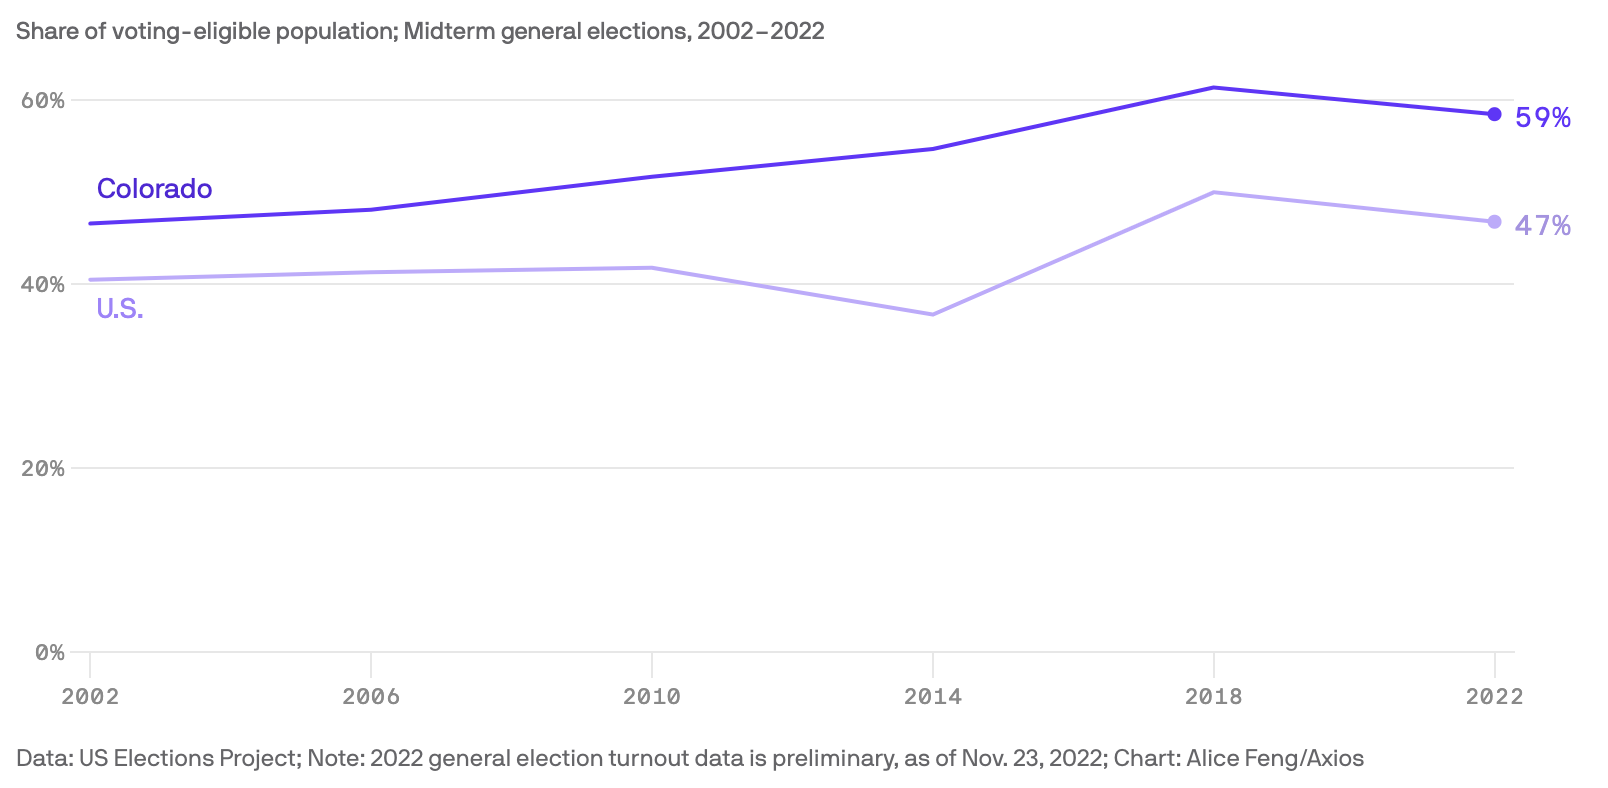 Share of voting-eligible population; Midterm general elections, 2002–2022
60%
59%
Colorado
47%
40%
U.S.
20%
0%
2002 2006 2010 2014 2018 2022
Data: US Elections Project; Note: 2022 general election turnout data is preliminary, as of Nov. 23, 2022; Chart: Alice Feng/Axios